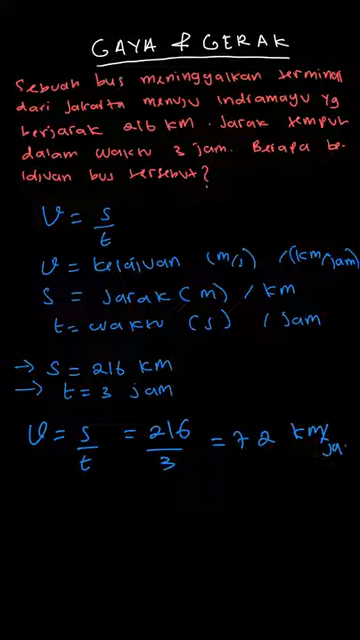 GAYA & GERAK
Sebuah bus meninggalkan terminal
dari Jakarta menuju Indramayu yg
berjarak 216 km. Jarak tempuh
dalam waktu 3 jam. Berapa ke-
lajuan bus tersebut?
V = s/t
V = kelajuan (m/s) /(km/jam)
s = jarak (m) / km
t = waktu (s) / jam
→ s = 216 km
→ t = 3 jam
V = s/t = 216/3 = 72 km/ja.